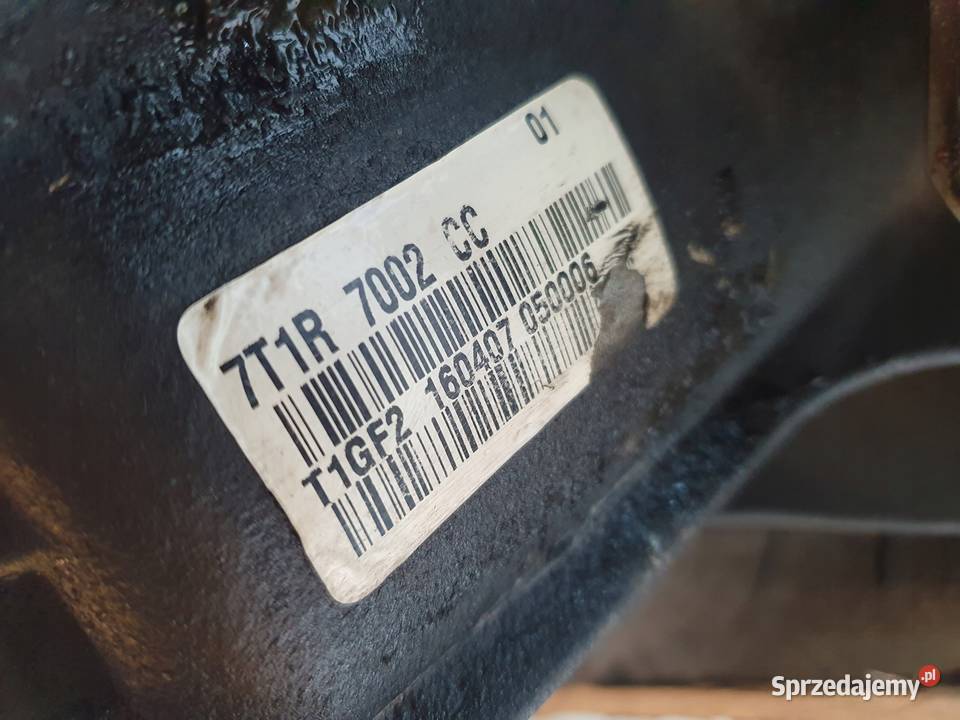 01
7T1R 7002 CC
T1GF2 160407 050006
Sprzedajemy.pl